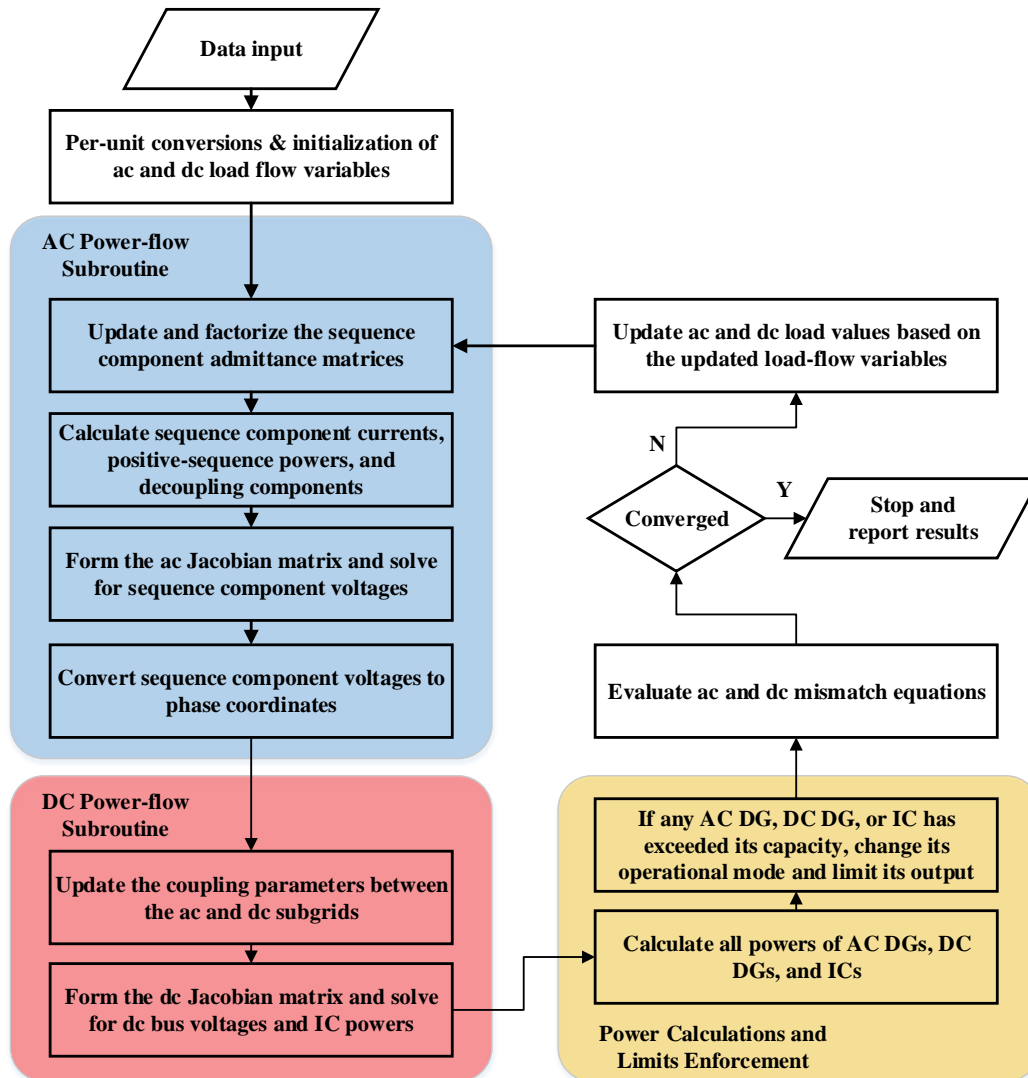 Data input
Per-unit conversions & initialization of
ac and dc load flow variables
AC Power-flow
Subroutine
Update and factorize the sequence
component admittance matrices
Calculate sequence component currents,
positive-sequence powers, and
decoupling components
Form the ac Jacobian matrix and solve
for sequence component voltages
Convert sequence component voltages to
phase coordinates
DC Power-flow
Subroutine
Update the coupling parameters between
the ac and dc subgrids
Form the dc Jacobian matrix and solve
for dc bus voltages and IC powers
Update ac and dc load values based on
the updated load-flow variables
N
Y
Converged
Stop and
report results
Evaluate ac and dc mismatch equations
If any AC DG, DC DG, or IC has
exceeded its capacity, change its
operational mode and limit its output
Calculate all powers of AC DGs, DC
DGs, and ICs
Power Calculations and
Limits Enforcement